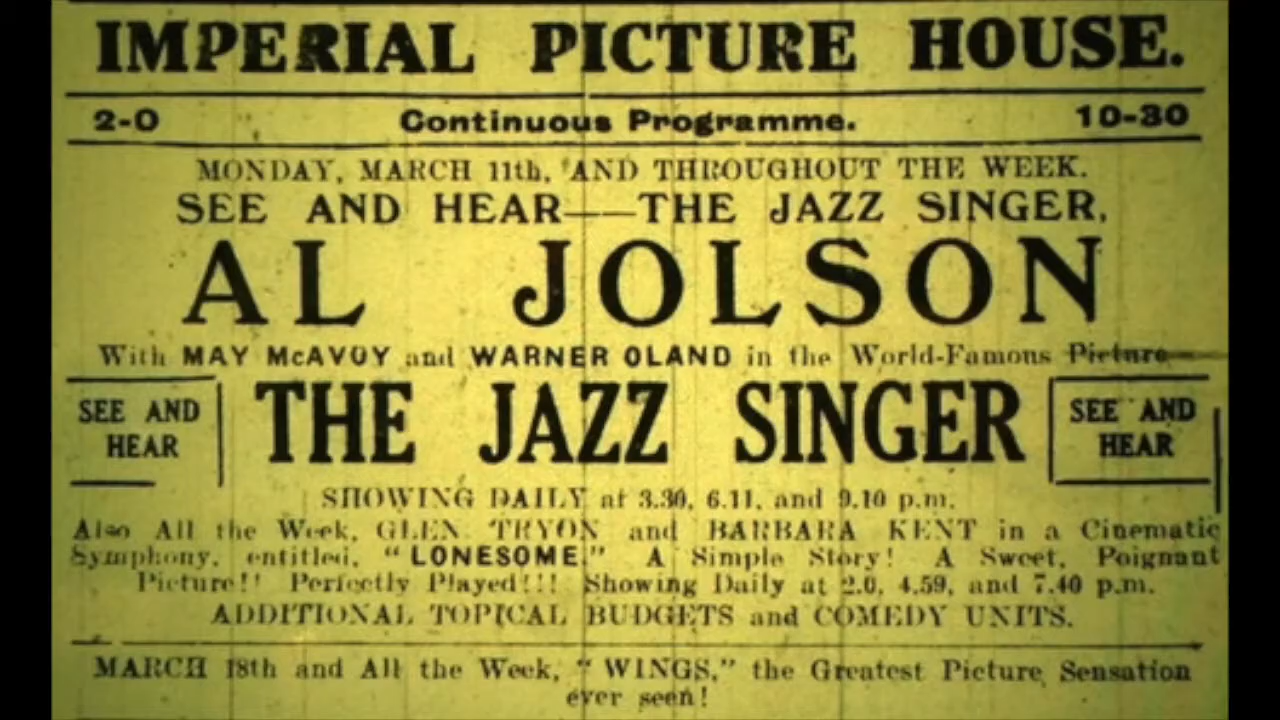 IMPERIAL PICTURE HOUSE.
2-0 Continuous Programme. 10-30
MONDAY, MARCH 11th, AND THROUGHOUT THE WEEK.
SEE AND HEAR——THE JAZZ SINGER,
AL JOLSON
With MAY McAVOY and WARNER OLAND in the World-Famous Picture
SEE AND
HEAR
THE JAZZ SINGER
SEE AND
HEAR
SHOWING DAILY at 3.30, 6.11, and 9.10 p.m.
Also All the Week, GLEN TRYON and BARBARA KENT in a Cinematic
Symphony, entitled, "LONESOME." A Simple Story! A Sweet, Poignant
Picture!! Perfectly Played!!! Showing Daily at 2.0, 4.59, and 7.40 p.m.
ADDITIONAL TOPICAL BUDGETS and COMEDY UNITS.
MARCH 18th and All the Week, "WINGS," the Greatest Picture Sensation
ever seen!